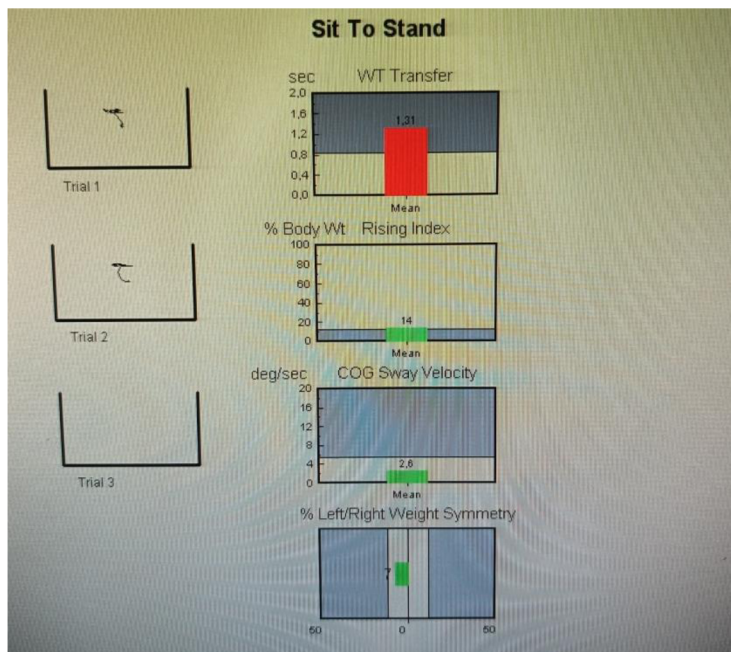 Sit To Stand
Trial 1
Trial 2
Trial 3
sec WT Transfer
2,0
1,6
1,2
0,8
0,4
0,0
1,31
Mean
% Body Wt Rising Index
100
80
60
40
20
0
14
Mean
deg/sec COG Sway Velocity
20
16
12
8
4
0
2,6
Mean
% Left/Right Weight Symmetry
7
50 0 50